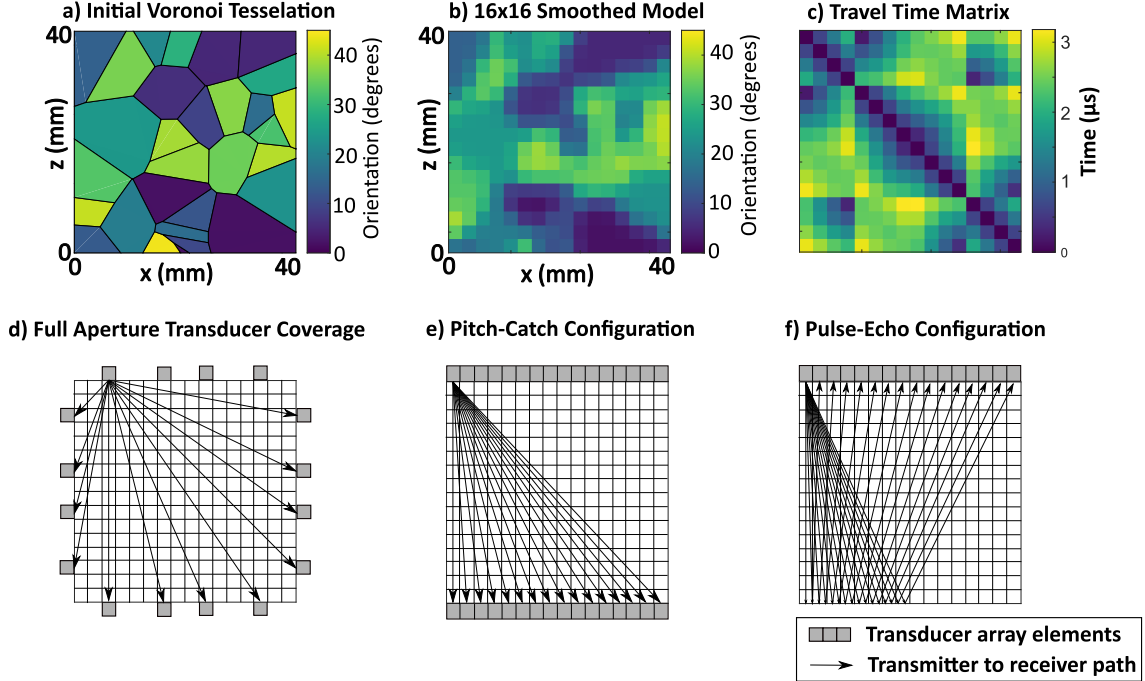 a) Initial Voronoi Tesselation
b) 16x16 Smoothed Model
c) Travel Time Matrix
40
z (mm)
0
0
x (mm)
40
40
30
20
10
0
Orientation (degrees)
40
z (mm)
0
0
x (mm)
40
40
30
20
10
0
Orientation (degrees)
3
2
1
0
Time (µs)
d) Full Aperture Transducer Coverage
e) Pitch-Catch Configuration
f) Pulse-Echo Configuration
Transducer array elements
Transmitter to receiver path